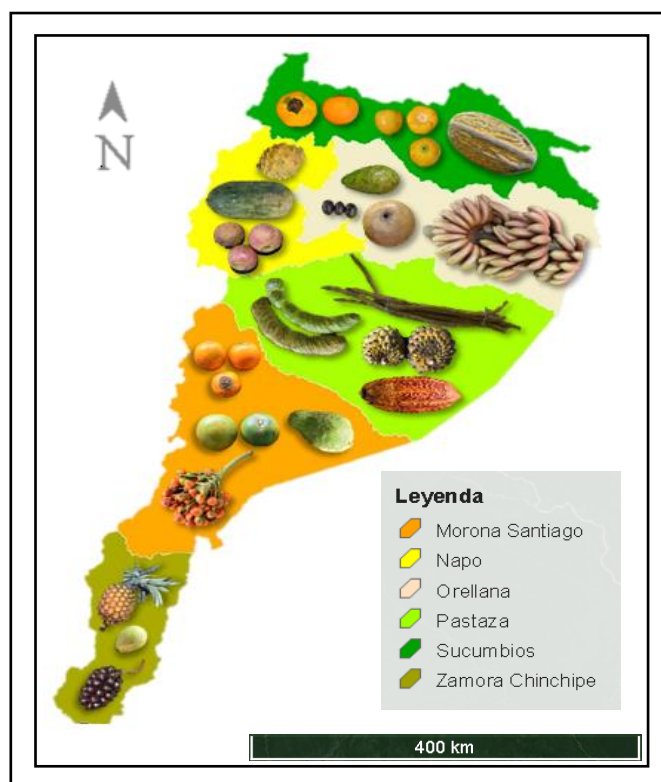 N
Leyenda
Morona Santiago
Napo
Orellana
Pastaza
Sucumbios
Zamora Chinchipe
400 km